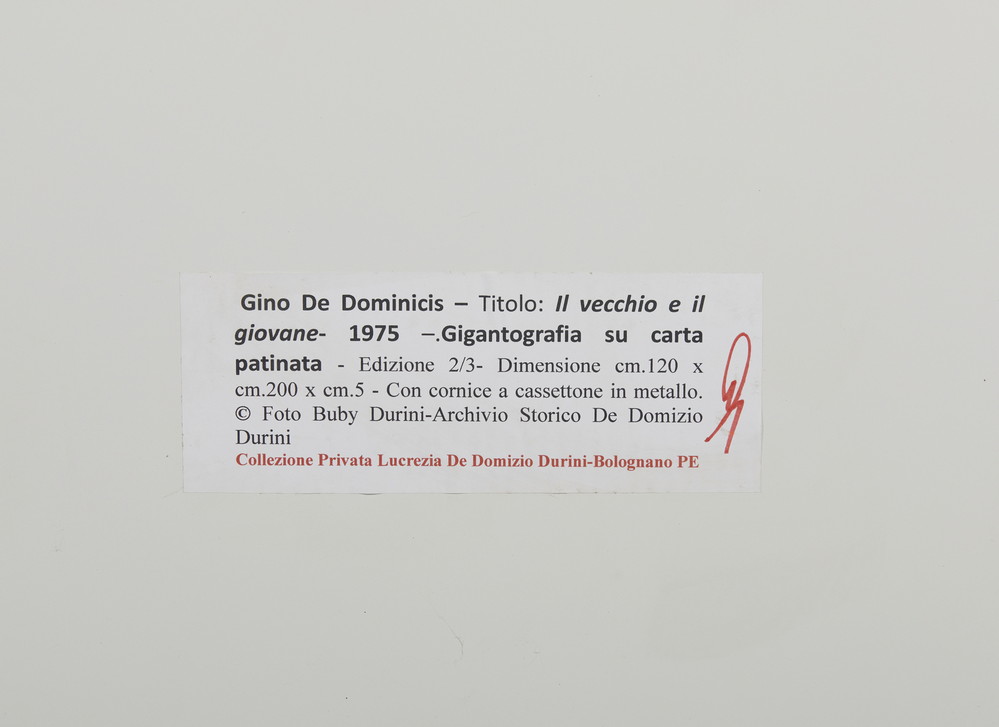 Gino De Dominicis – Titolo: Il vecchio e il
giovane- 1975 –.Gigantografia su carta
patinata - Edizione 2/3- Dimensione cm.120 x
cm.200 x cm.5 - Con cornice a cassettone in metallo.
© Foto Buby Durini-Archivio Storico De Domizio
Durini
Collezione Privata Lucrezia De Domizio Durini-Bolognano PE